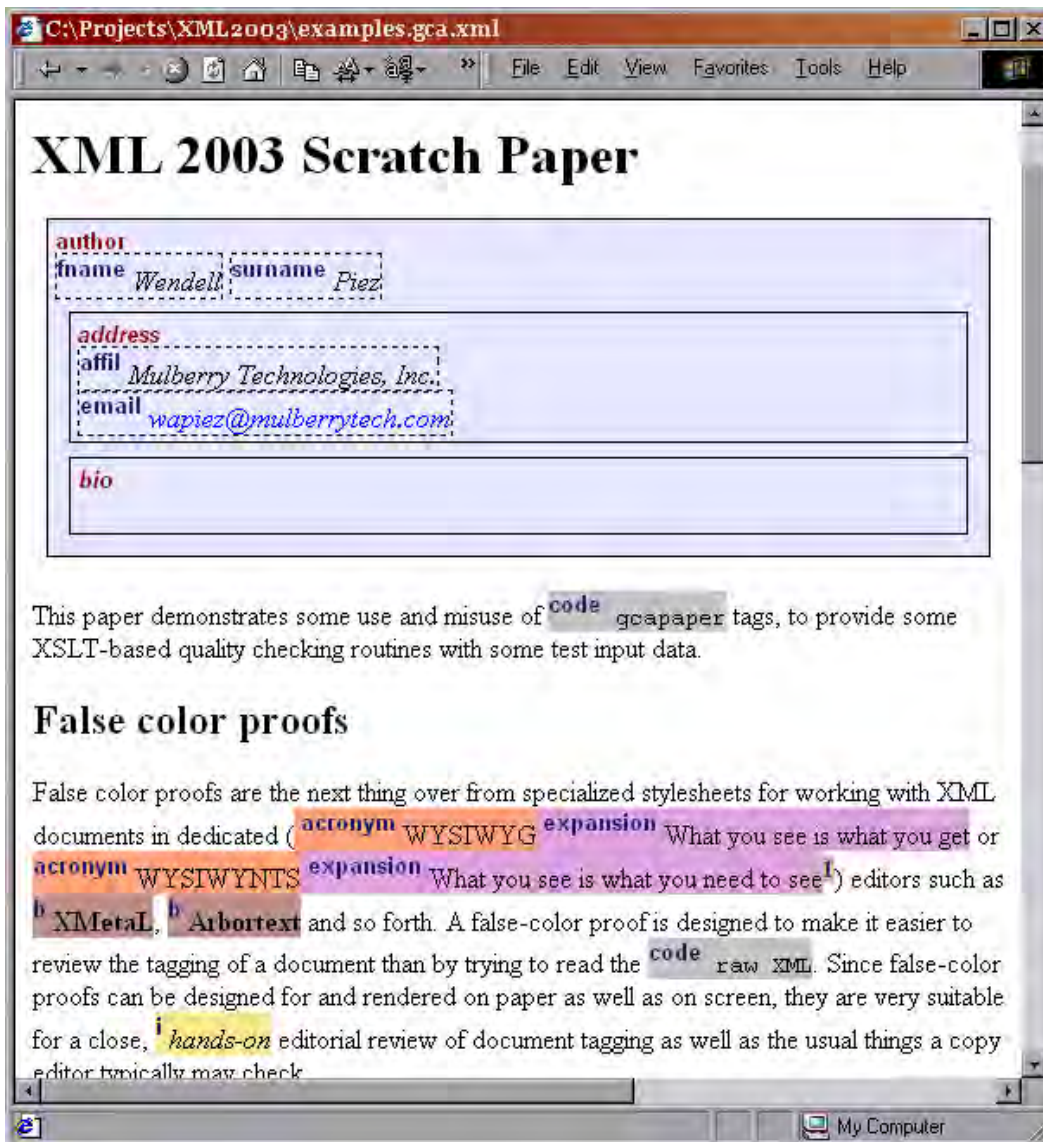 C:\Projects\XML2003\examples.gca.xml
» File Edit View Favorites Tools Help
XML 2003 Scratch Paper
author
fname Wendell surname Piez
address
affil Mulberry Technologies, Inc.
email wapiez@mulberrytech.com
bio
This paper demonstrates some use and misuse of code gcapaper tags, to provide some
XSLT-based quality checking routines with some test input data.
False color proofs
False color proofs are the next thing over from specialized stylesheets for working with XML
documents in dedicated ( acronym WYSIWYG expansion What you see is what you get or
acronym WYSIWYNTS expansion What you see is what you need to see1) editors such as
b XMetaL, b Arbortext and so forth. A false-color proof is designed to make it easier to
review the tagging of a document than by trying to read the code raw XML. Since false-color
proofs can be designed for and rendered on paper as well as on screen, they are very suitable
for a close, i hands-on editorial review of document tagging as well as the usual things a copy
editor typically may check
My Computer